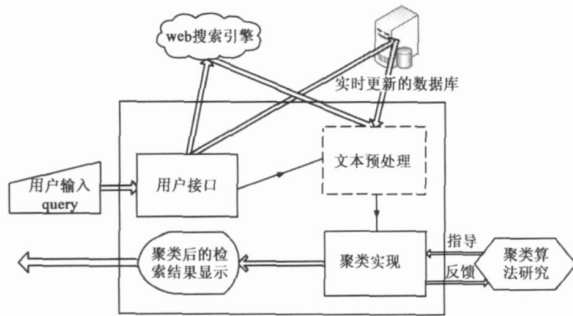 web搜索引擎
实时更新的数据库
用户输入
query
用户接口
文本预处理
聚类后的检
索结果显示
聚类实现
指导
反馈
聚类算
法研究